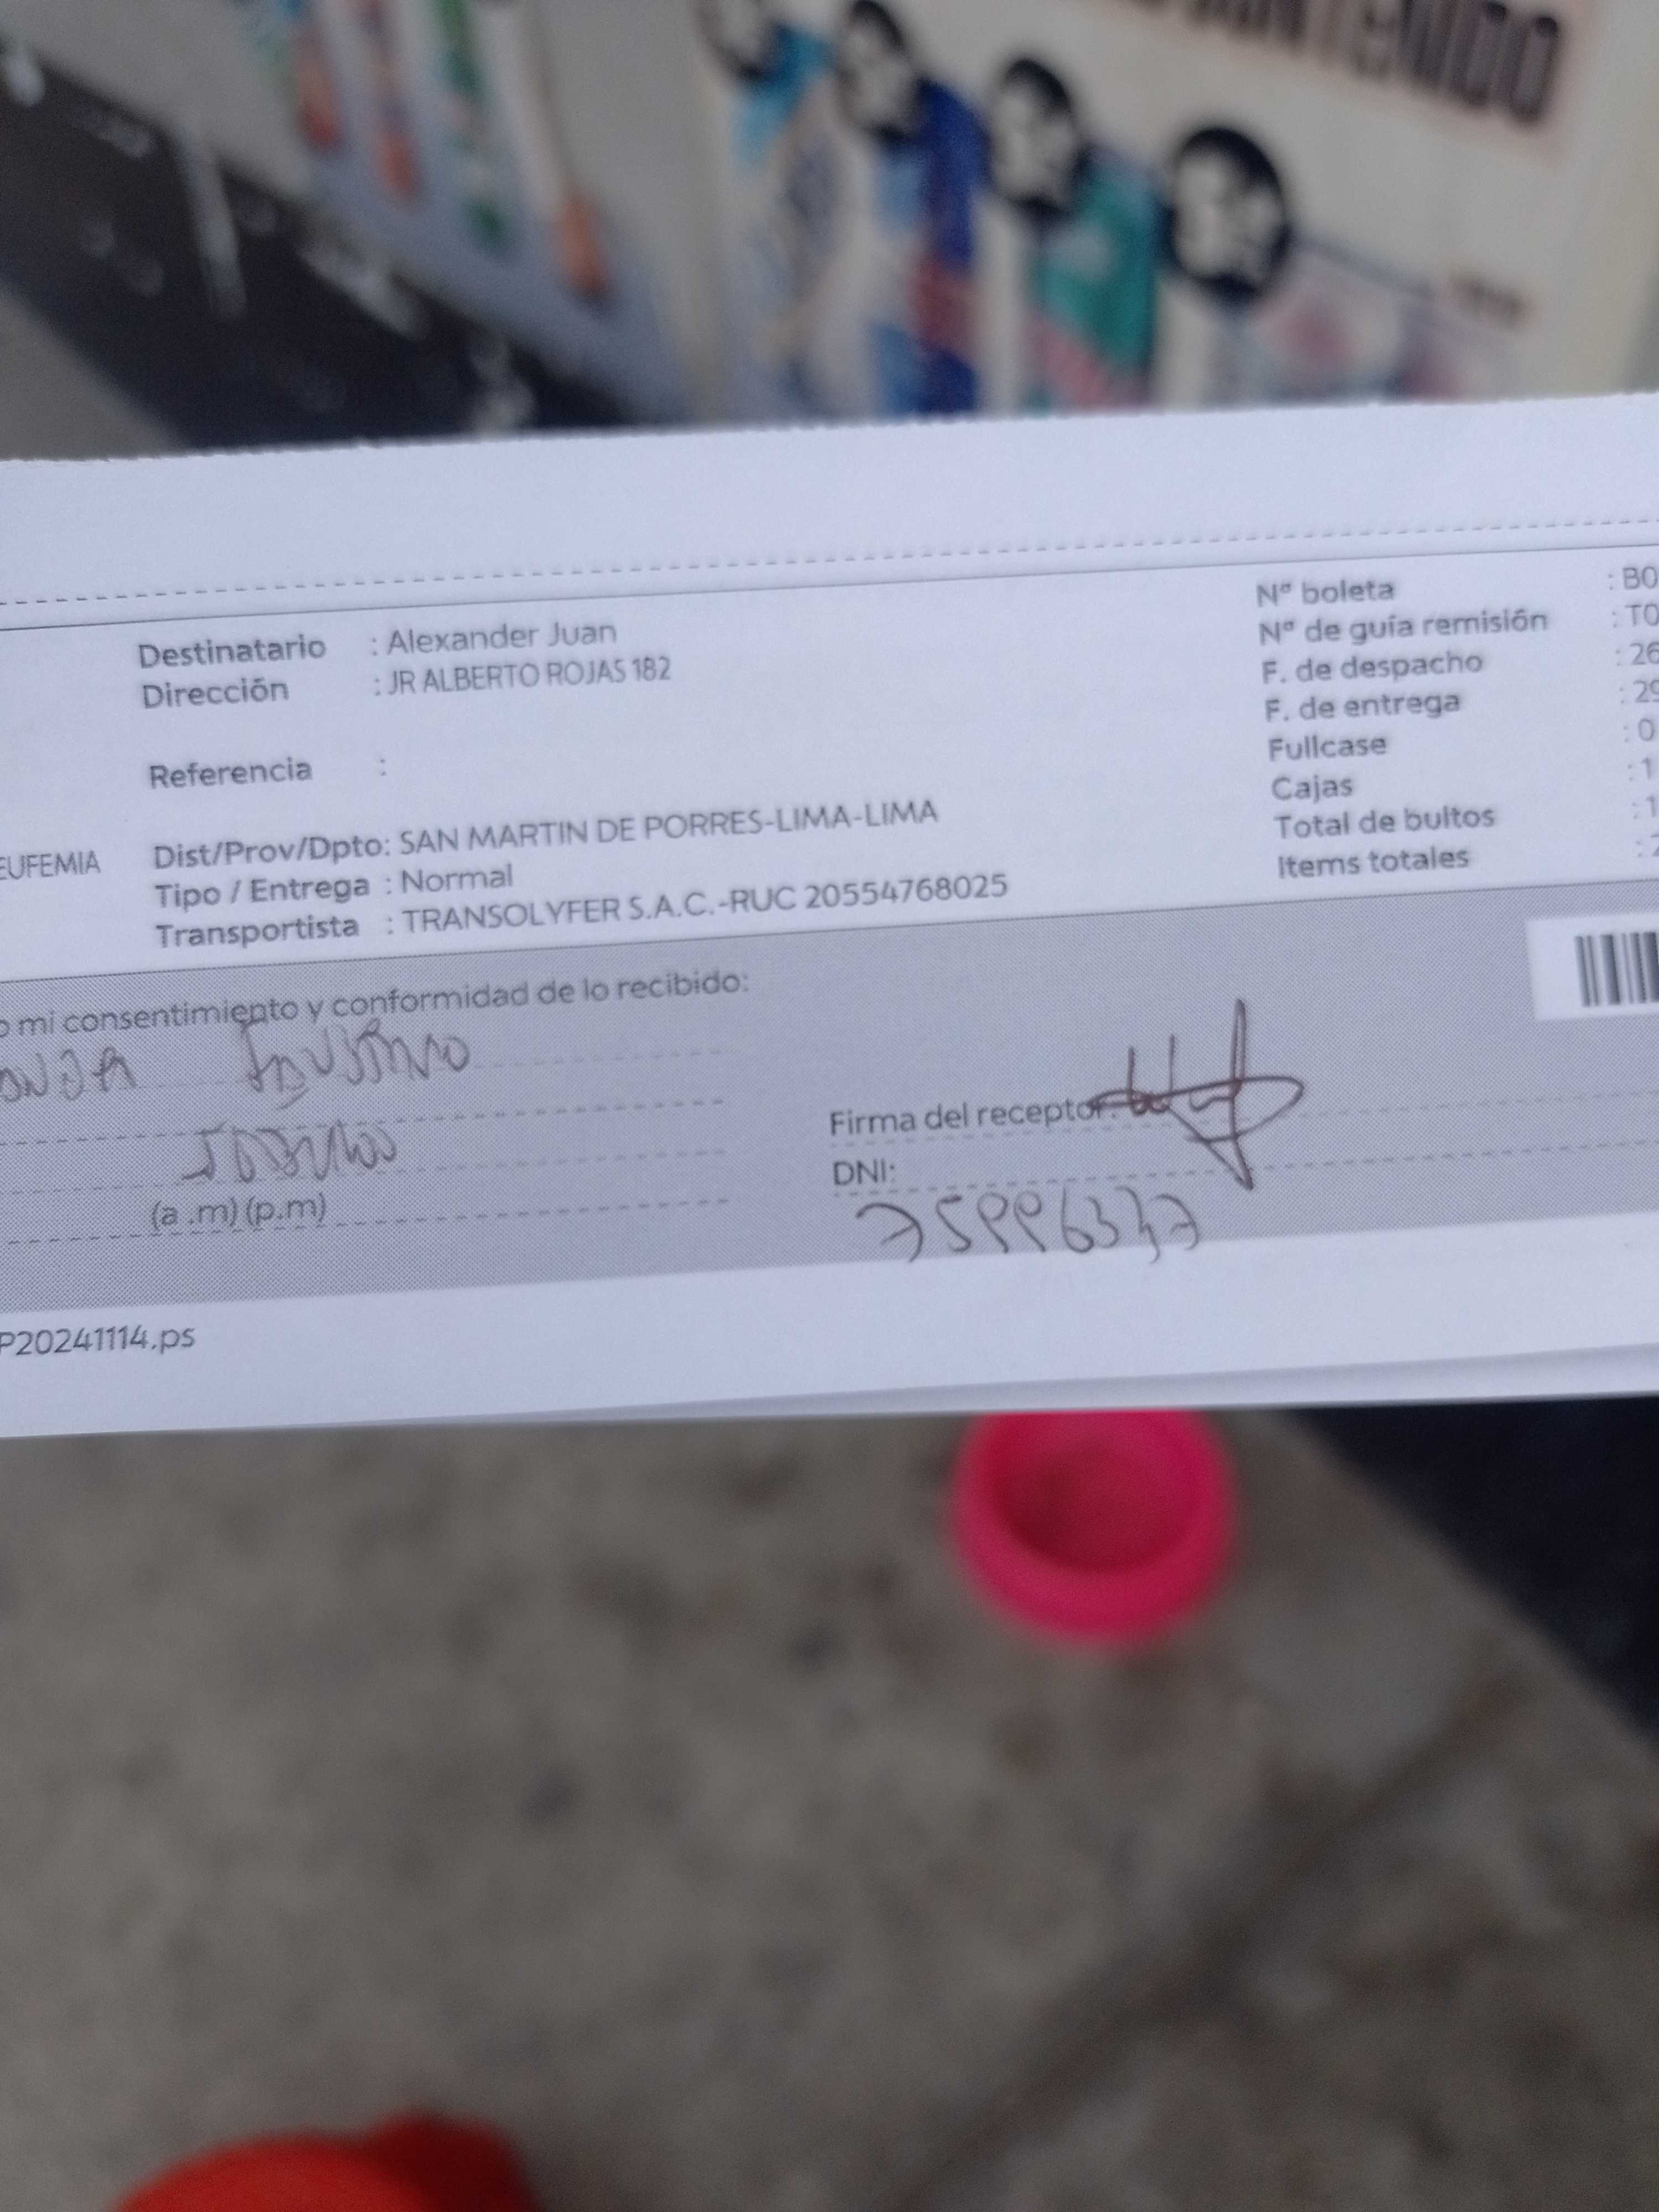 Destinatario : Alexander Juan
Dirección : JR ALBERTO ROJAS 182
Referencia :
EUFEMIA Dist/Prov/Dpto: SAN MARTIN DE PORRES-LIMA-LIMA
Tipo / Entrega : Normal
Transportista : TRANSOLYFER S.A.C.-RUC 20554768025
Nº boleta : B0
Nº de guía remisión : T0
F. de despacho : 26
F. de entrega : 29
Fullcase : 0
Cajas : 1
Total de bultos : 1
Items totales : 2
o mi consentimiento y conformidad de lo recibido:
Faustino
(a .m) (p.m)
Firma del receptor:
DNI:
P20241114.ps